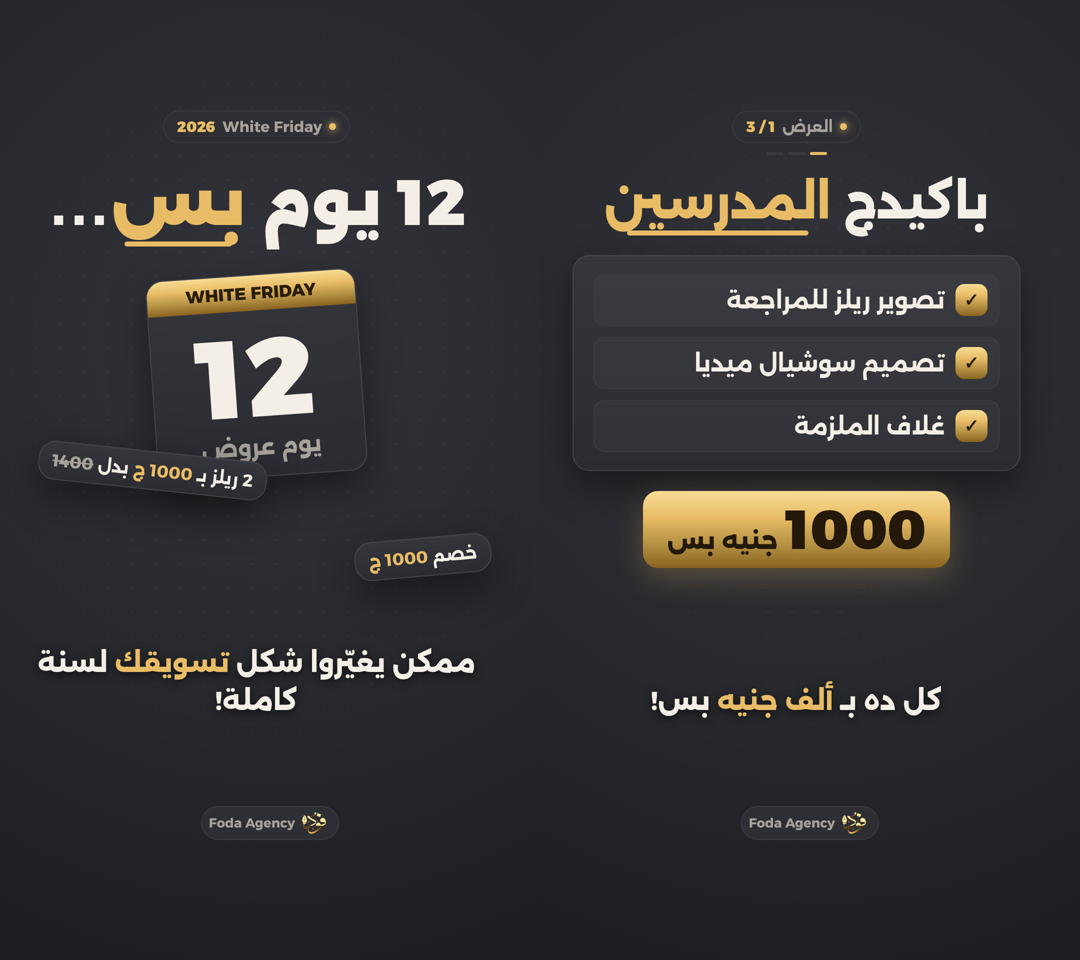 العرض 3/1
باكيدج المدرسين
✓ تصوير ريلز للمراجعة
✓ تصميم سوشيال ميديا
✓ غلاف الملزمة
1000 جنيه بس
كل ده بـ ألف جنيه بس!
Foda Agency فودة
2026 White Friday
12 يوم بس...
WHITE FRIDAY
12
يوم عروض
2 ريلز بـ 1000 ج بدل 1400
خصم 1000 ج
ممكن يغيّروا شكل تسويقك لسنة
كاملة!
Foda Agency فودة